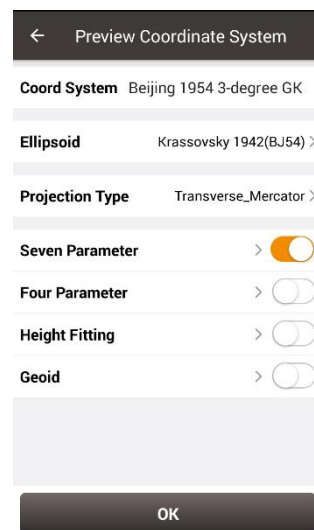 Preview Coordinate System
Coord System Beijing 1954 3-degree GK
Ellipsoid Krassovsky 1942(BJ54)
Projection Type Transverse_Mercator
Seven Parameter
Four Parameter
Height Fitting
Geoid
OK